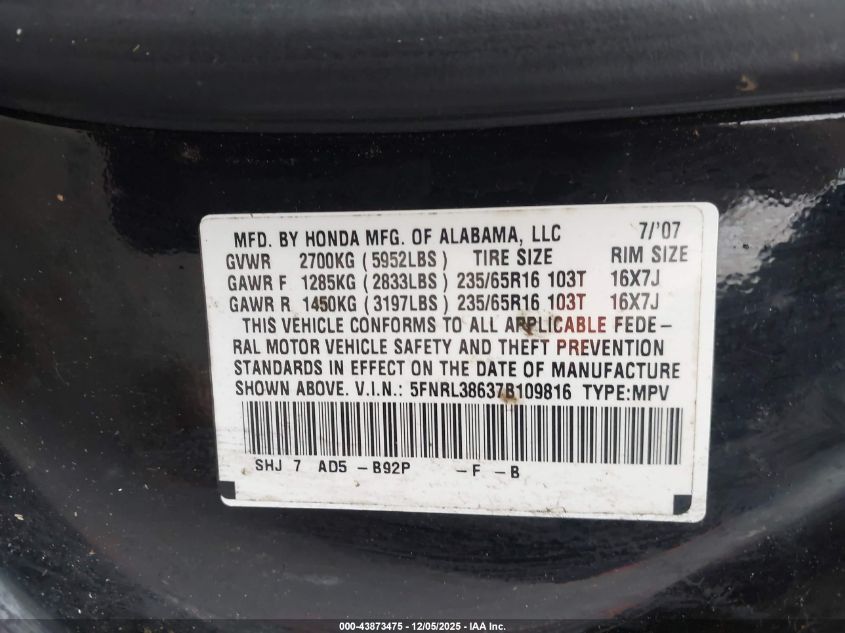 MFD. BY HONDA MFG. OF ALABAMA, LLC 7/'07
GVWR 2700KG (5952LBS) TIRE SIZE RIM SIZE
GAWR F 1285KG (2833LBS) 235/65R16 103T 16X7J
GAWR R 1450KG (3197LBS) 235/65R16 103T 16X7J
THIS VEHICLE CONFORMS TO ALL APPLICABLE FEDE-
RAL MOTOR VEHICLE SAFETY AND THEFT PREVENTION
STANDARDS IN EFFECT ON THE DATE OF MANUFACTURE
SHOWN ABOVE. V.I.N.: 5FNRL38637B109816 TYPE:MPV
SHJ 7 AD5 -B92P -F -B
000-43873475 - 12/05/2025 - IAA Inc.